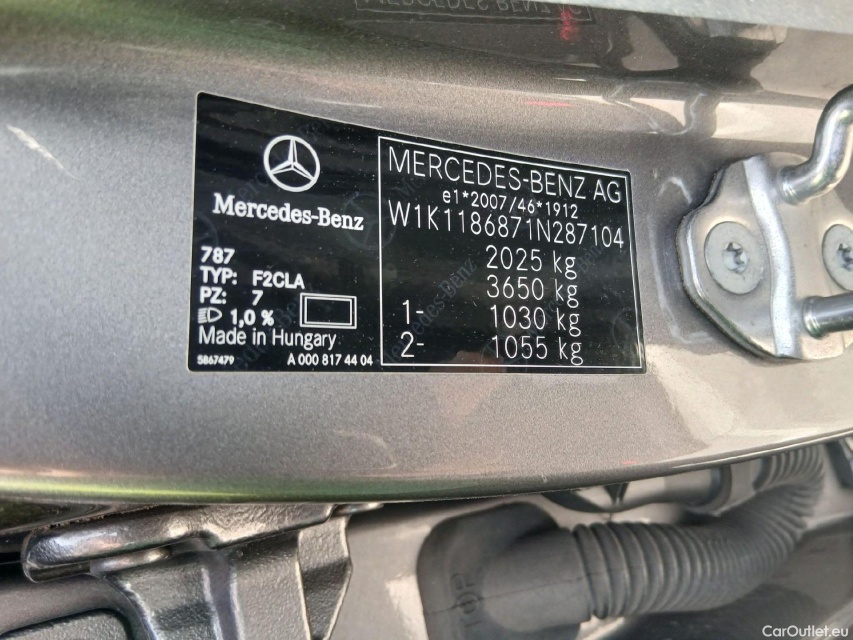 Mercedes-Benz
787
TYP: F2CLA
PZ: 7
1,0 %
Made in Hungary
5867479
A 000 817 44 04
MERCEDES-BENZ AG
e1*2007/46*1912
W1K1186871N287104
2025 kg
3650 kg
1- 1030 kg
2- 1055 kg
TOP
CarOutlet.eu